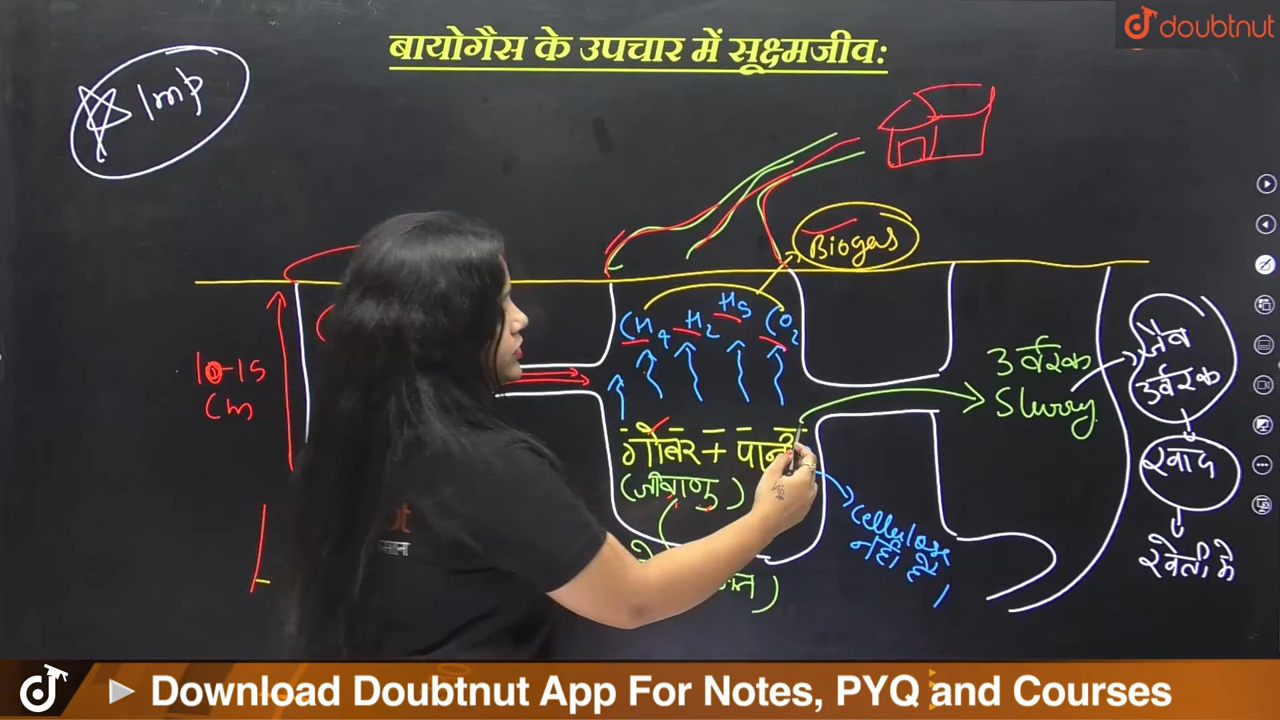 doubtnut
बायोगैस के उपचार में सूक्ष्मजीव:
Imp
Biogas
CH4 H2 HS CO2
10-15
Cm
गोबर + पानी
(जीवाणु)
उर्वरक
Slurry
जैव
उर्वरक
खाद
खेती मे
Cellulose
नही है।
Download Doubtnut App For Notes, PYQ and Courses